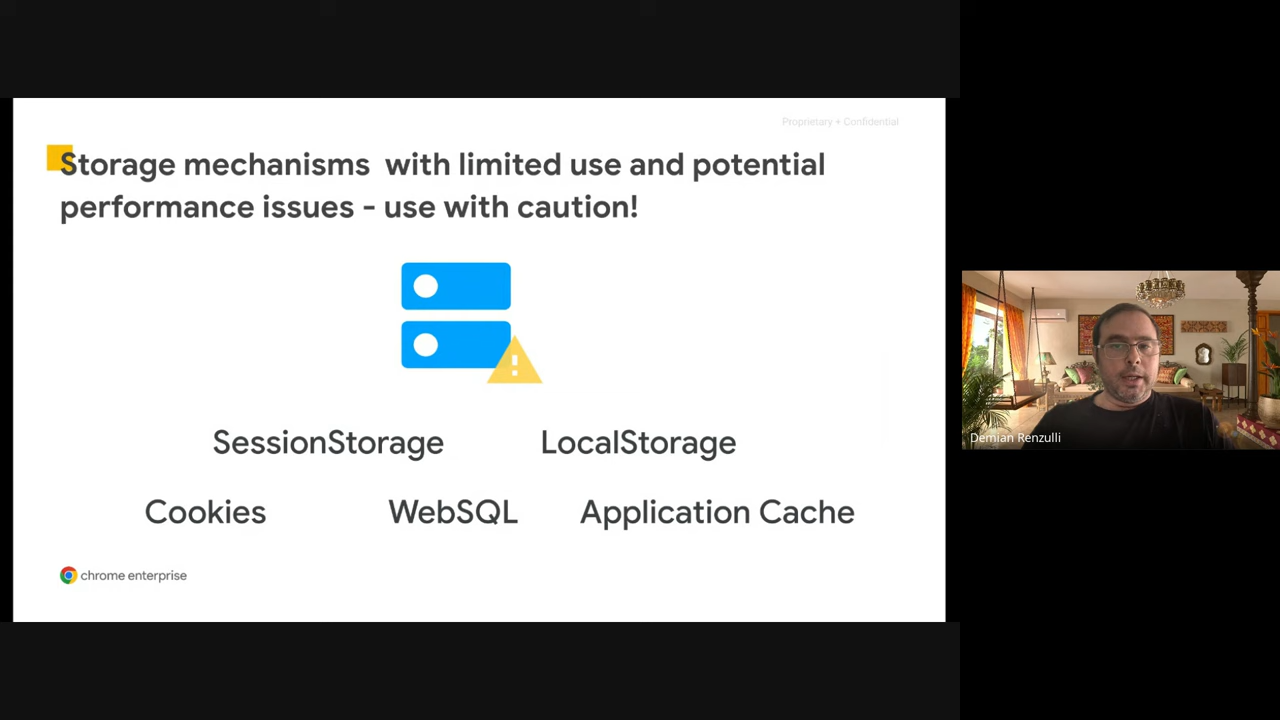 Proprietary + Confidential
Storage mechanisms  with limited use and potential
performance issues - use with caution!
SessionStorage
LocalStorage
Cookies
WebSQL
Application Cache
chrome enterprise
Demian Renzulli